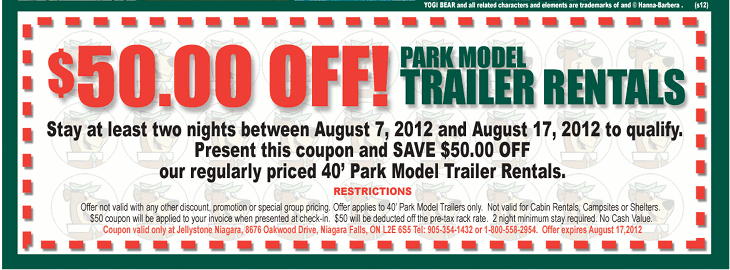 YOGI BEAR and all related characters and elements are trademarks of and © Hanna-Barbera . (s12)
$50.00 OFF! PARK MODEL TRAILER RENTALS
Stay at least two nights between August 7, 2012 and August 17, 2012 to qualify.
Present this coupon and SAVE $50.00 OFF
our regularly priced 40' Park Model Trailer Rentals.
RESTRICTIONS
Offer not valid with any other discount, promotion or special group pricing. Offer applies to 40' Park Model Trailers only. Not valid for Cabin Rentals, Campsites or Shelters.
$50 coupon will be applied to your invoice when presented at check-in. $50 will be deducted off the pre-tax rack rate. 2 night minimum stay required. No Cash Value.
Coupon valid only at Jellystone Niagara, 8676 Oakwood Drive, Niagara Falls, ON L2E 6S5 Tel: 905-354-1432 or 1-800-558-2954. Offer expires August 17,2012